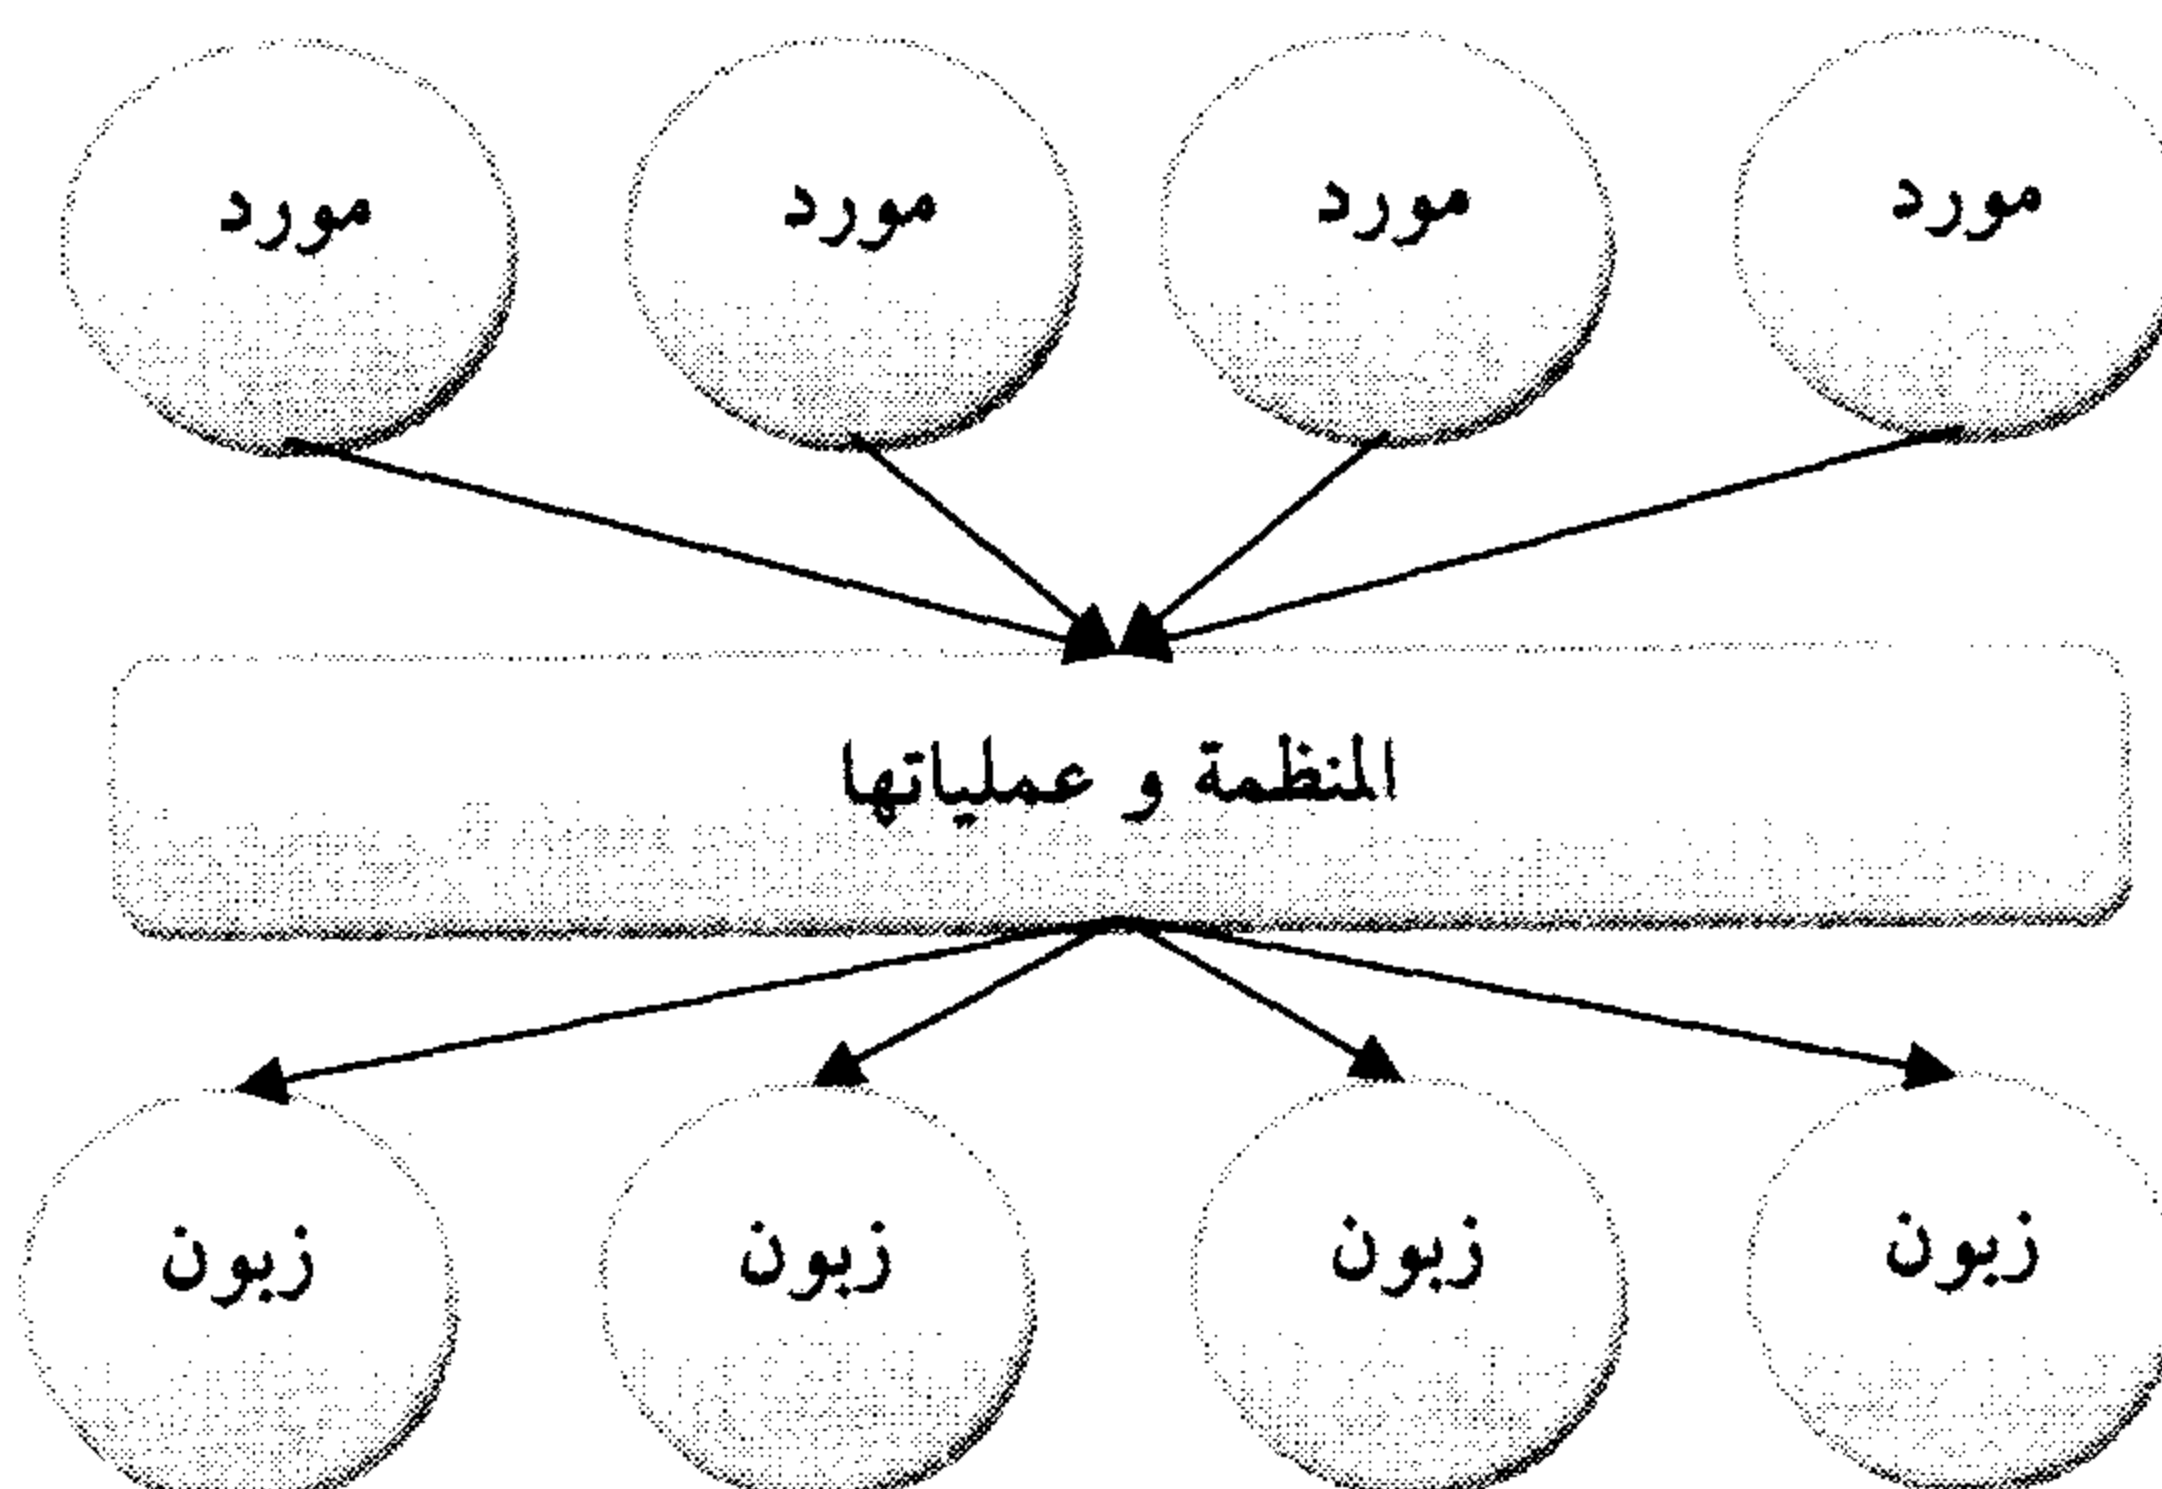 مورد
مورد
مورد
مورد
المنظمة و عملياتها
زبون
زبون
زبون
زبون